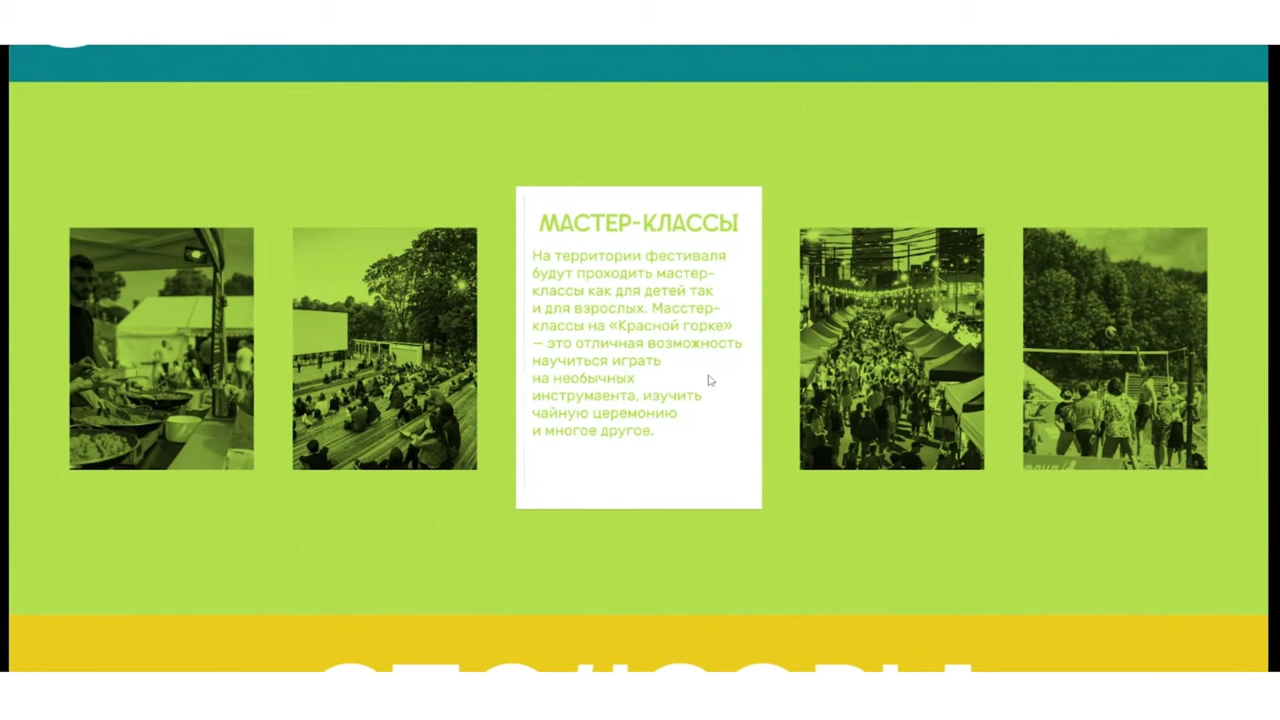 МАСТЕР-КЛАССЫ
На территории фестиваля
будут проходить мастер-
классы как для детей так
и для взрослых. Масстер-
классы на «Красной горке»
— это отличная возможность
научиться играть
на необычных
инструмаента, изучить
чайную церемонию
и многое другое.